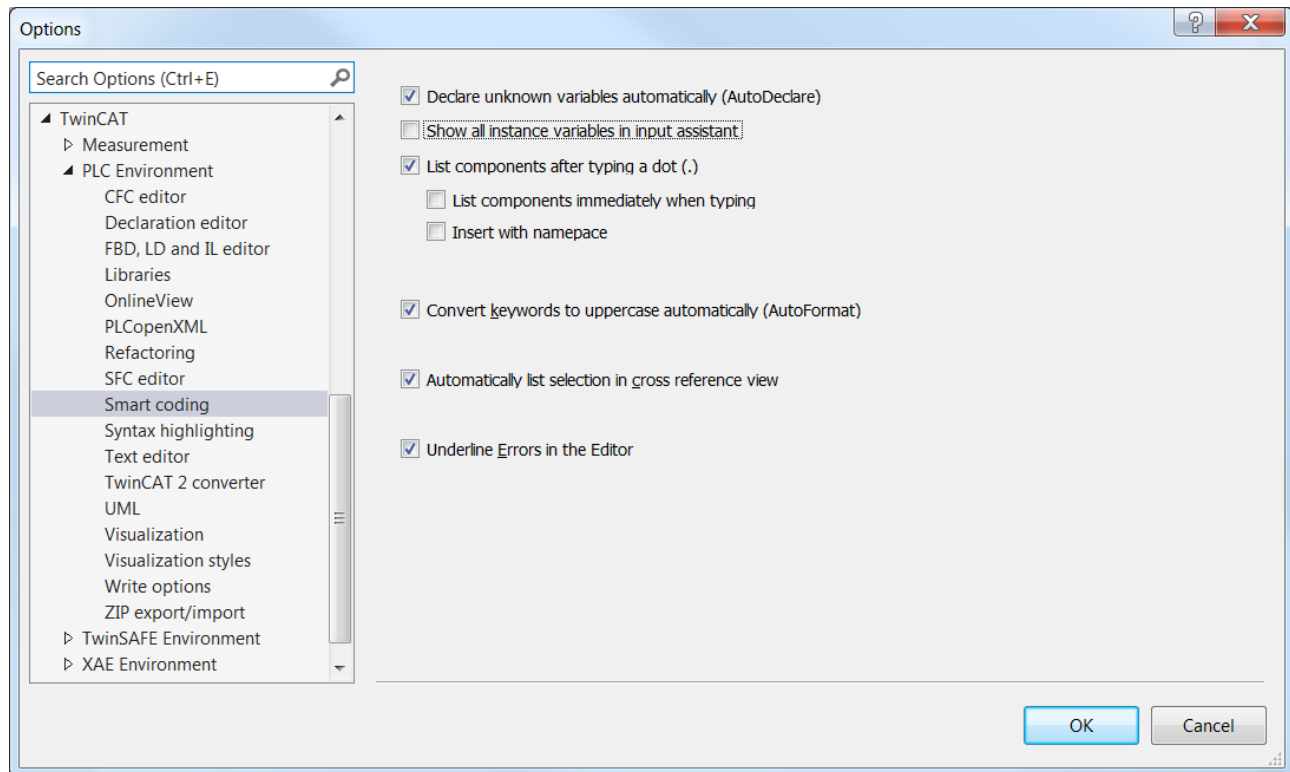 Options
Search Options (Ctrl+E)
TwinCAT
Measurement
PLC Environment
CFC editor
Declaration editor
FBD, LD and IL editor
Libraries
OnlineView
PLCopenXML
Refactoring
SFC editor
Smart coding
Syntax highlighting
Text editor
TwinCAT 2 converter
UML
Visualization
Visualization styles
Write options
ZIP export/import
TwinSAFE Environment
XAE Environment
Declare unknown variables automatically (AutoDeclare)
Show all instance variables in input assistant
List components after typing a dot (.)
List components immediately when typing
Insert with namepace
Convert keywords to uppercase automatically (AutoFormat)
Automatically list selection in cross reference view
Underline Errors in the Editor
OK
Cancel